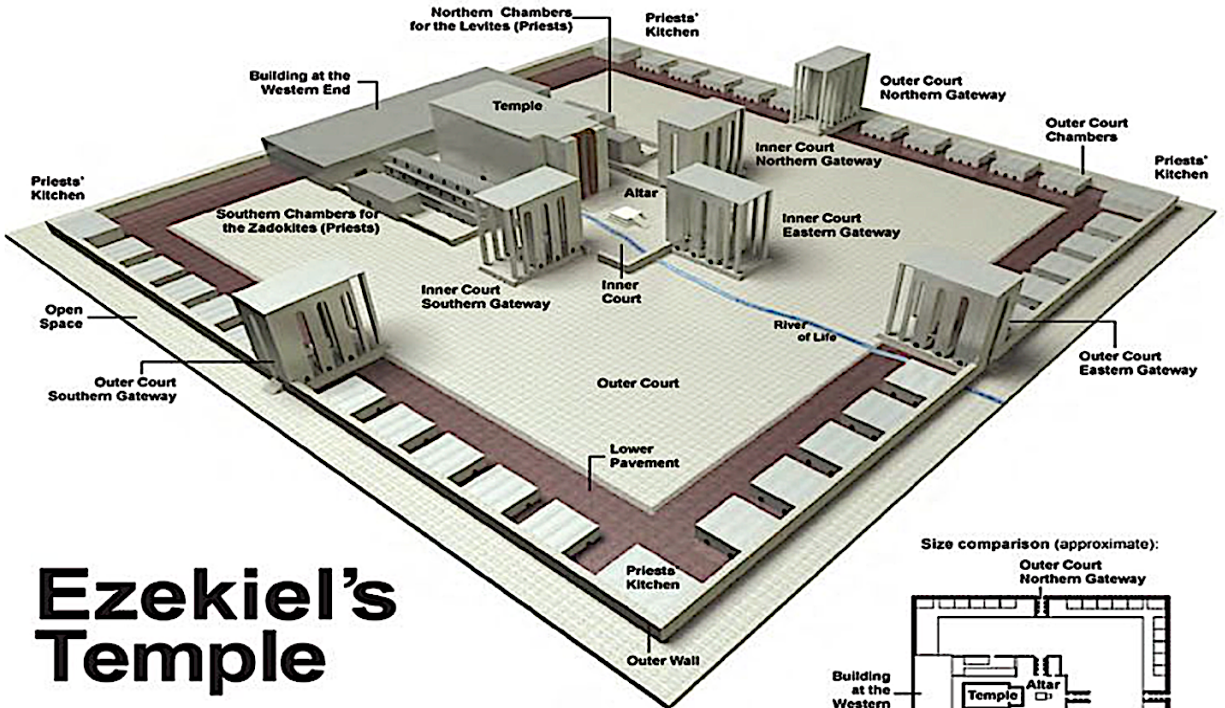 Northern Chambers
for the Levites (Priests)
Priests'
Kitchen
Building at the
Western End
Temple
Outer Court
Northern Gateway
Outer Court
Chambers
Inner Court
Northern Gateway
Priests'
Kitchen
Priests'
Kitchen
Altar
Southern Chambers for
the Zadokites (Priests)
Inner Court
Eastern Gateway
Inner Court
Southern Gateway
Inner
Court
Open
Space
River
of Life
Outer Court
Southern Gateway
Outer Court
Eastern Gateway
Outer Court
Lower
Pavement
Priests'
Kitchen
Outer Wall
Ezekiel's
Temple
Size comparison (approximate):
Outer Court
Northern Gateway
Building
at the
Western
Temple
Altar